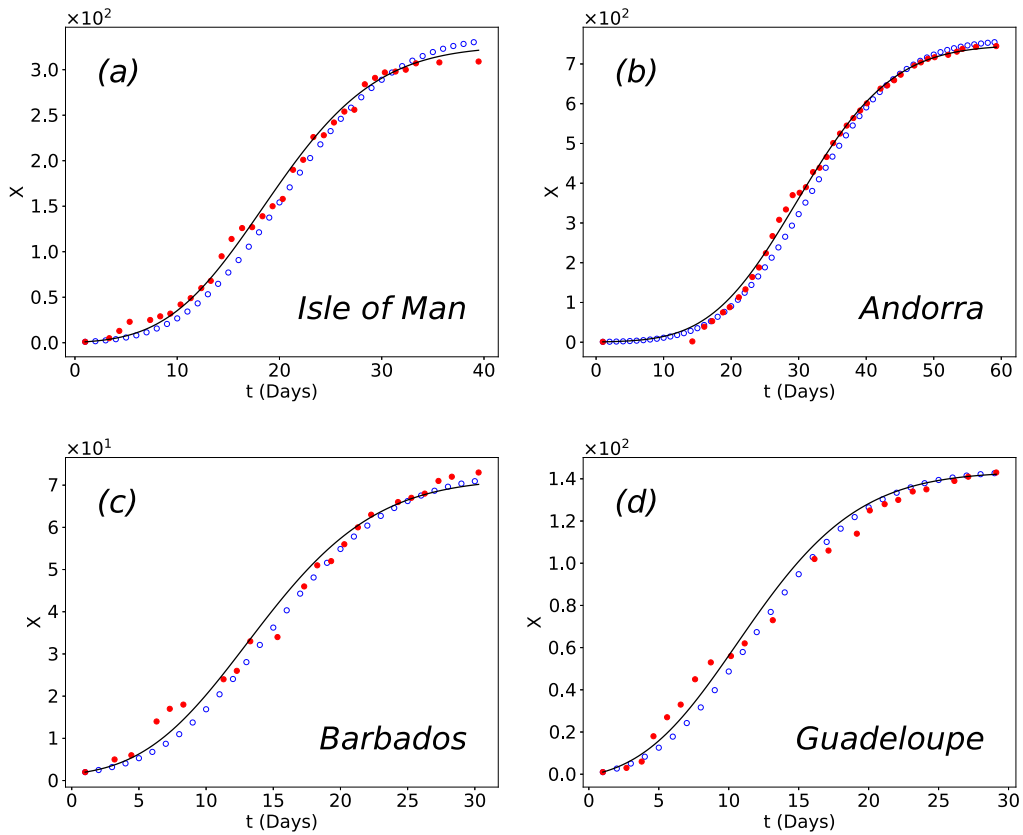 ×10²
(a)
3.0
2.5
2.0
1.5
1.0
0.5
0.0
X
Isle of Man
0 10 20 30 40
t (Days)
×10²
(b)
7
6
5
4
3
2
1
0
X
Andorra
0 10 20 30 40 50 60
t (Days)
×10¹
(c)
7
6
5
4
3
2
1
0
X
Barbados
0 5 10 15 20 25 30
t (Days)
×10²
(d)
1.4
1.2
1.0
0.8
0.6
0.4
0.2
0.0
X
Guadeloupe
0 5 10 15 20 25 30
t (Days)